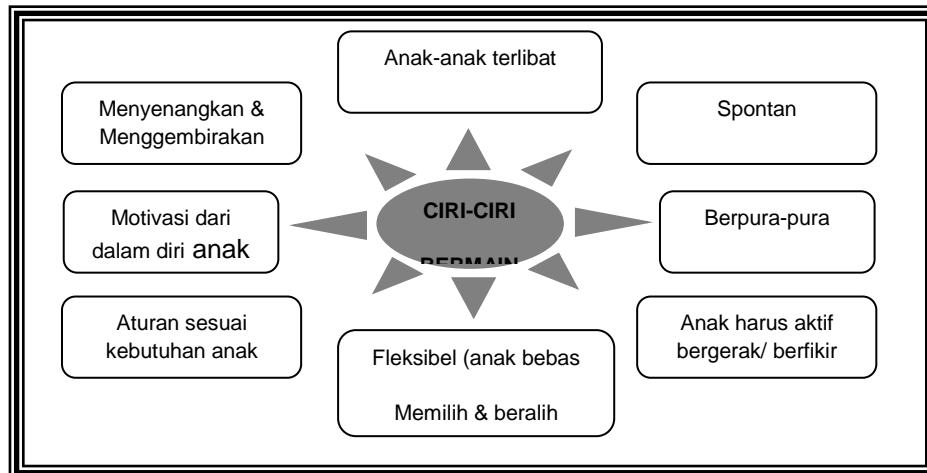 Anak-anak terlibat
Menyenangkan &
Menggembirakan
Spontan
Motivasi dari
dalam diri anak
CIRI-CIRI
BERMAIN
Berpura-pura
Aturan sesuai
kebutuhan anak
Fleksibel (anak bebas
Memilih & beralih
Anak harus aktif
bergerak/ berfikir